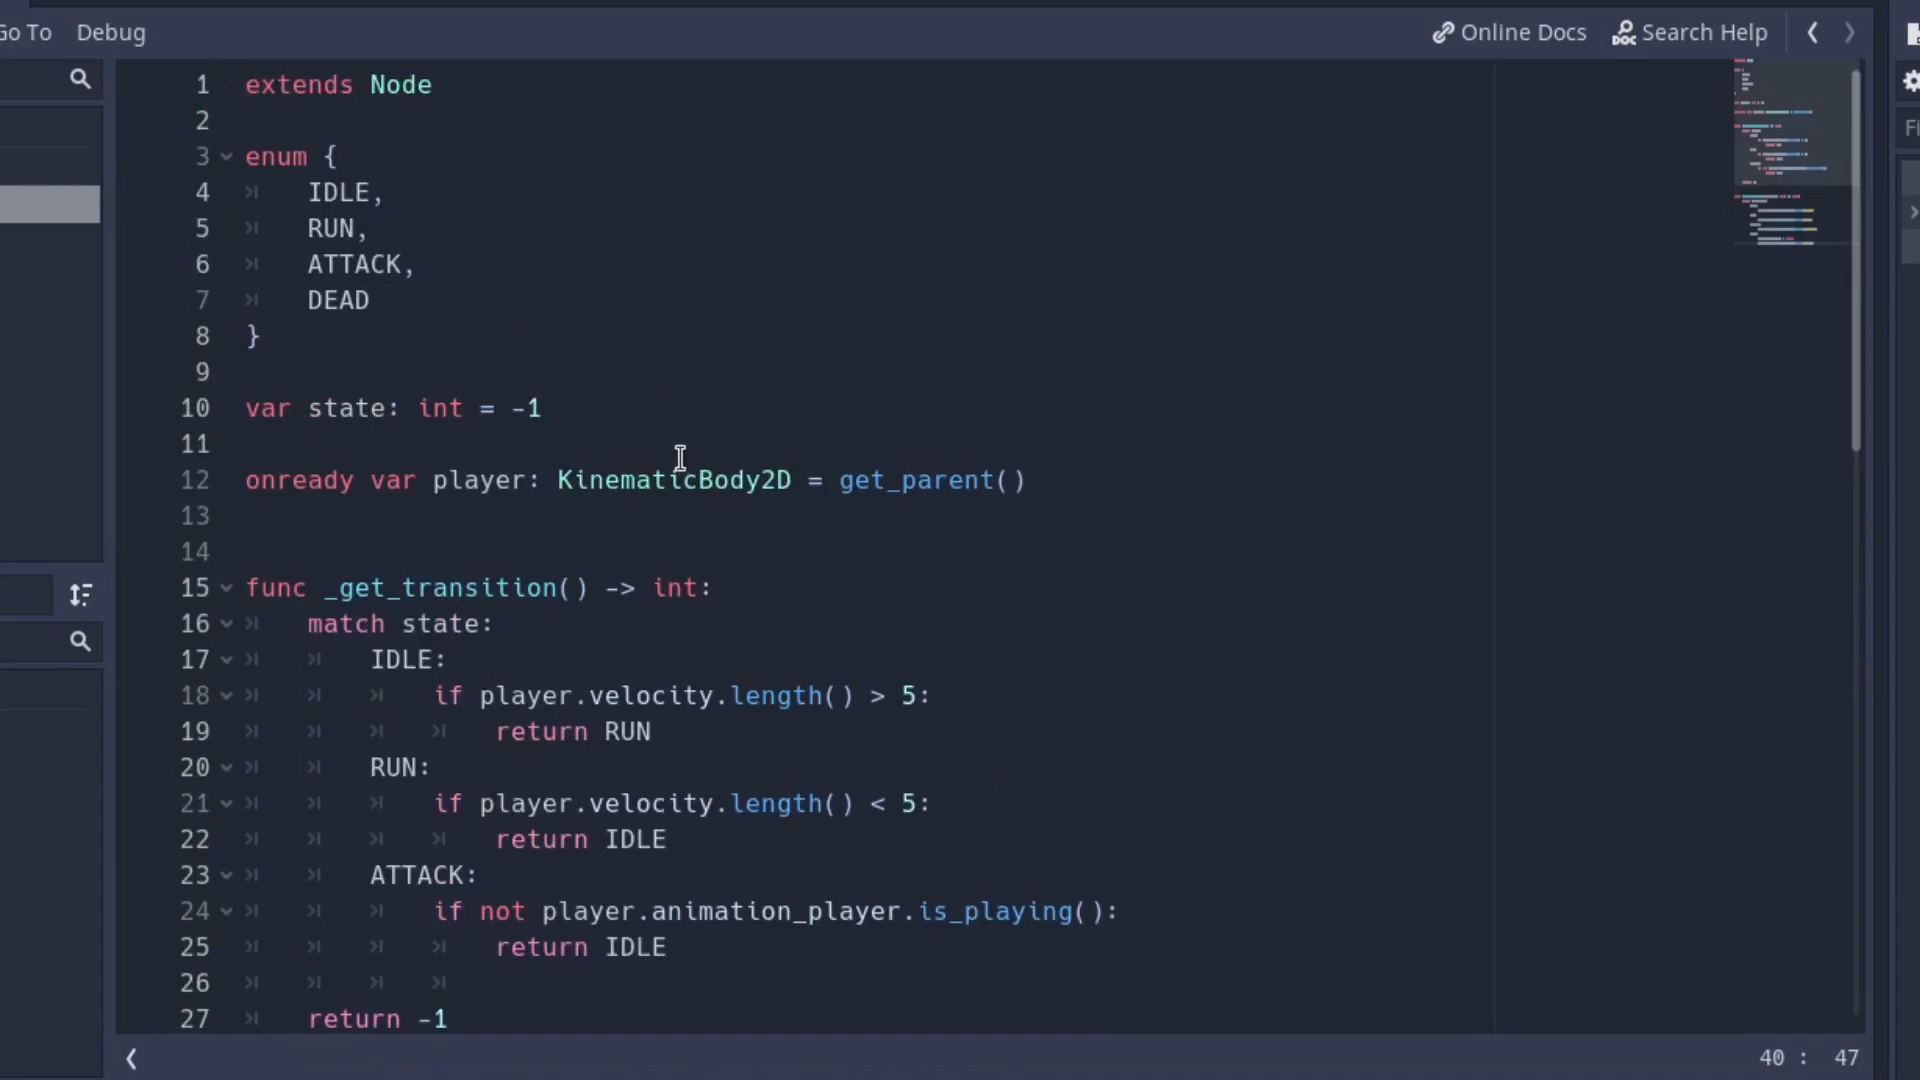 Go To Debug Online Docs Search Help
1 extends Node
2
3 enum {
4 IDLE,
5 RUN,
6 ATTACK,
7 DEAD
8 }
9
10 var state: int = -1
11
12 onready var player: KinematicBody2D = get_parent()
13
14
15 func _get_transition() -> int:
16 match state:
17 IDLE:
18 if player.velocity.length() > 5:
19 return RUN
20 RUN:
21 if player.velocity.length() < 5:
22 return IDLE
23 ATTACK:
24 if not player.animation_player.is_playing():
25 return IDLE
26
27 return -1
40 : 47